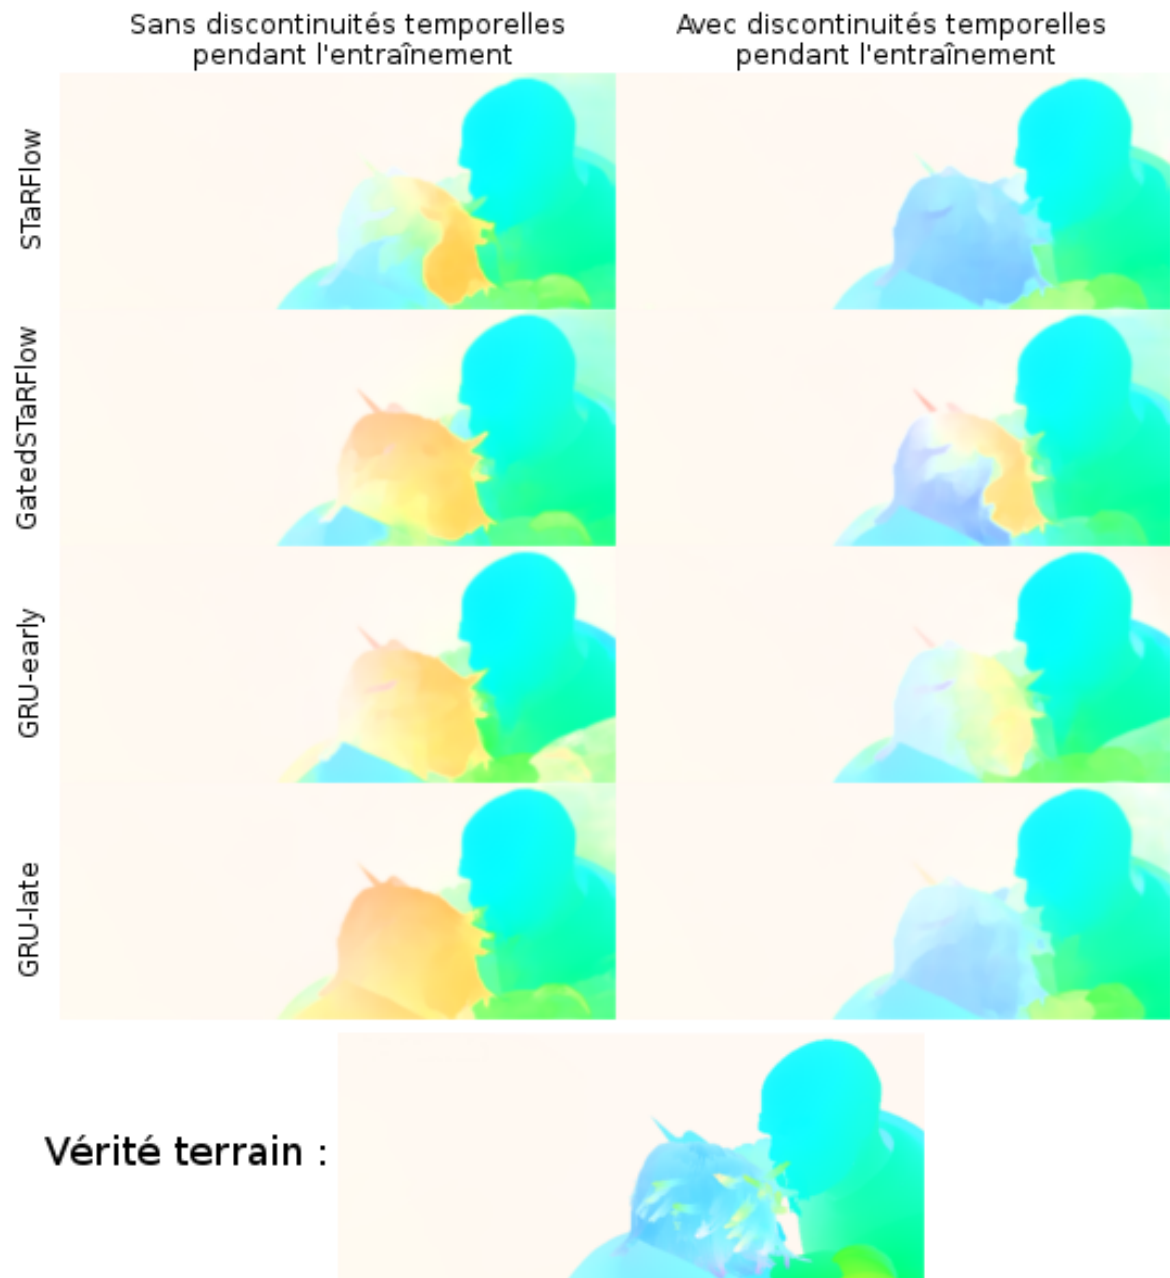 Sans discontinuités temporelles
pendant l'entraînement
Avec discontinuités temporelles
pendant l'entraînement
STaRFlow
GatedSTaRFlow
GRU-early
GRU-late
Vérité terrain :